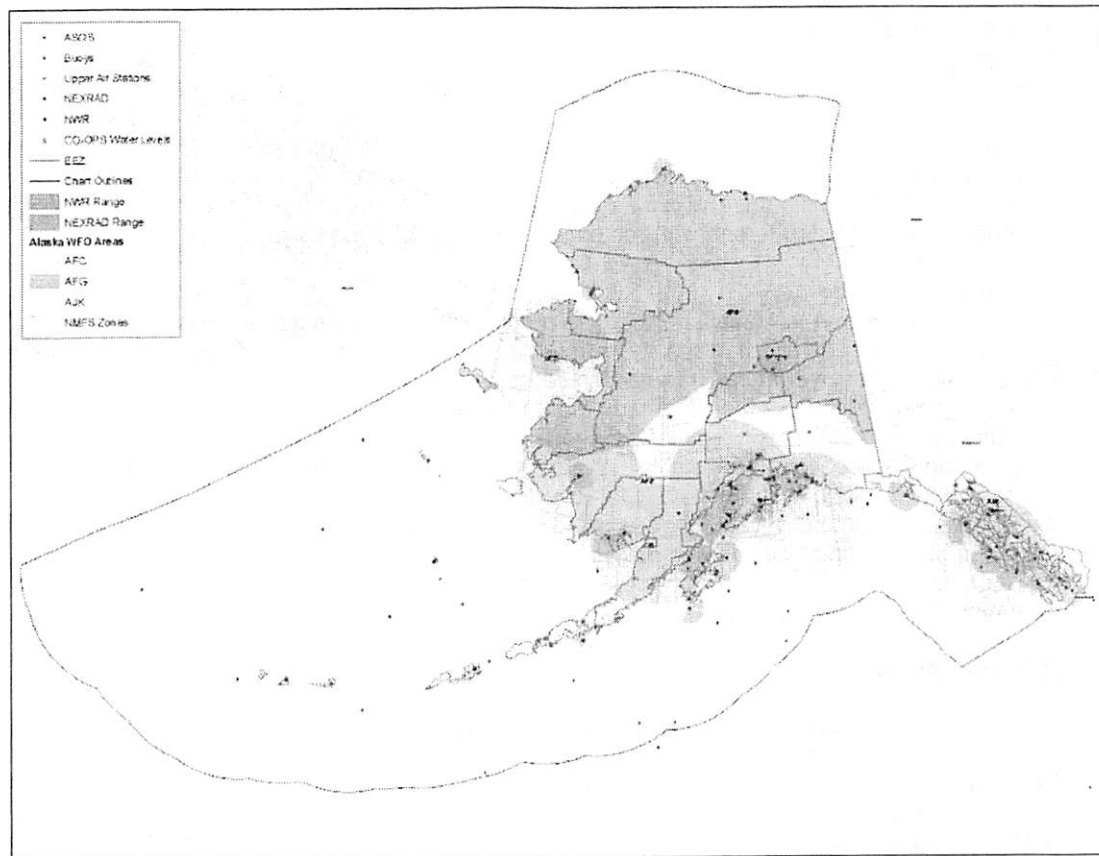 ASOS
Buoys
Upper Air Stations
NEXRAD
NWR
CO-OPS Water Levels
EEZ
Chart Outlines
NWR Range
NEXRAD Range
Alaska WFO Areas
AFC
AFG
AJK
NMFS Zones